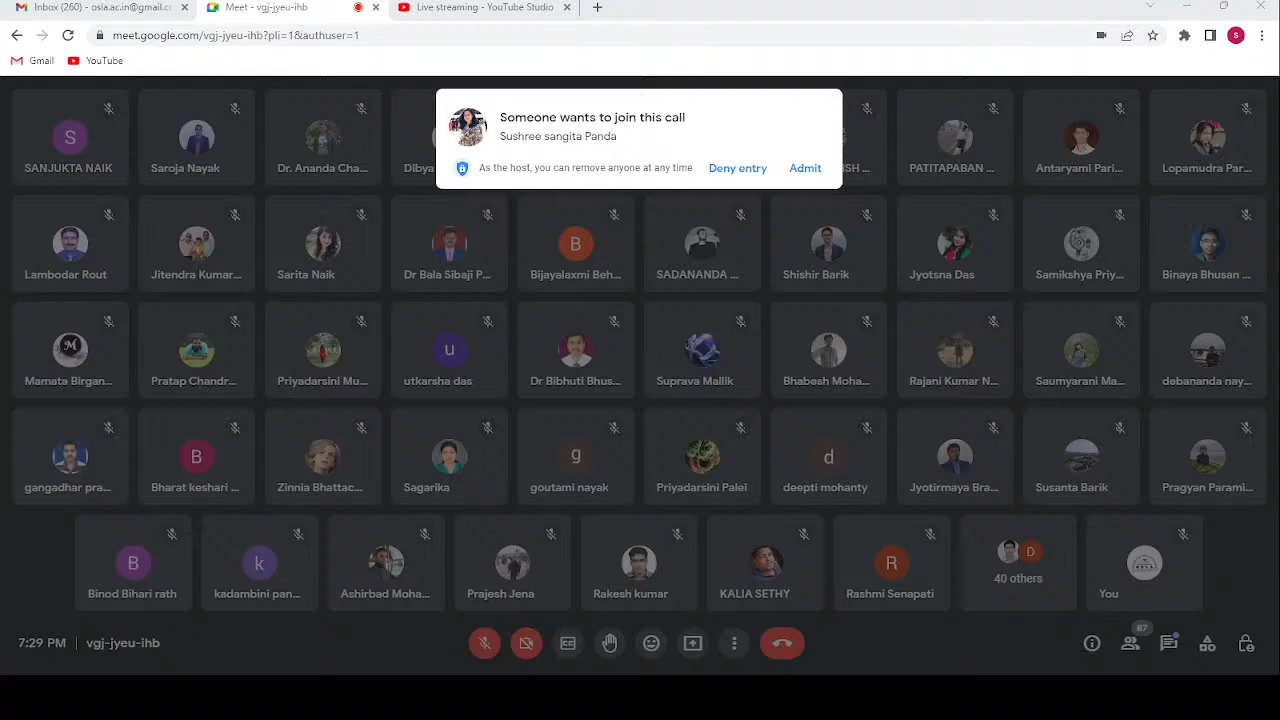 Inbox (60) - osla.ac.in@gmail.c
Meet - vgj-jyeu-ihb
Live streaming - YouTube Studio
meet.google.com/vgj-jyeu-ihb?pli=1&authuser=1
S
Gmail
YouTube
Someone wants to join this call
Sushree sangita Panda
As the host, you can remove anyone at any time
Deny entry
Admit
S
SANJUKTA NAIK
Saroja Nayak
Dr. Ananda Cha...
Dibya
SH ...
PATITAPABAN ...
Antaryami Pari...
Lopamudra Par...
Lambodar Rout
Jitendra Kumar...
Sarita Naik
Dr Bala Sibaji P...
B
Bijayalaxmi Beh...
SADANANDA ...
Shishir Barik
Jyotsna Das
Samikshya Priy...
Binaya Bhusan ...
M
Mamata Birgan...
Pratap Chandr...
Priyadarsini Mu...
u
utkarsha das
Dr Bibhuti Bhus...
Suprava Mallik
Bhabesh Moha...
Rajani Kumar N...
Saumyarani Ma...
debananda nay...
gangadhar pra...
B
Bharat keshari ...
Zinnia Bhattac...
Sagarika
g
goutami nayak
Priyadarsini Palei
d
deepti mohanty
Jyotirmaya Bra...
Susanta Barik
Pragyan Parami...
B
Binod Bihari rath
k
kadambini pan...
Ashirbad Moha...
Prajesh Jena
Rakesh kumar
KALIA SETHY
R
Rashmi Senapati
D
40 others
You
7:29 PM | vgj-jyeu-ihb
87